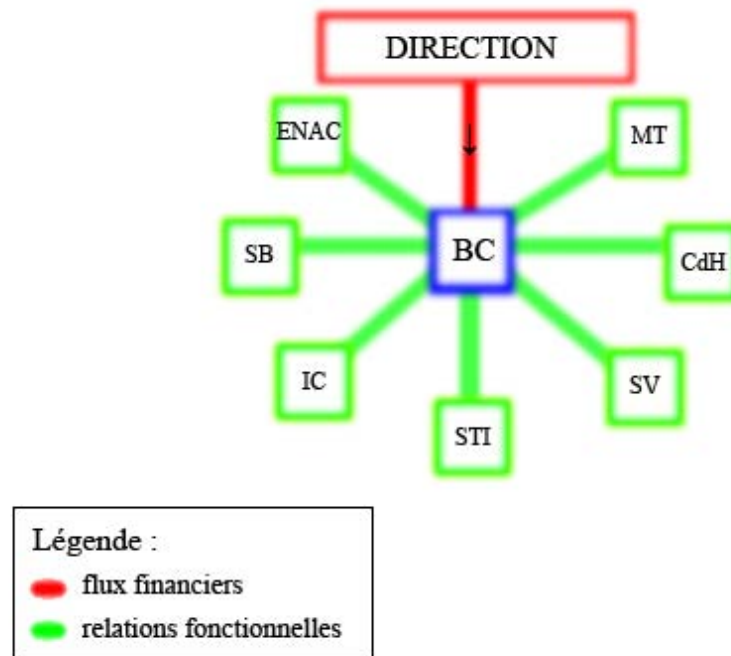 DIRECTION
↓
ENAC
MT
SB
BC
CdH
IC
SV
STI
Légende :
flux financiers
relations fonctionnelles